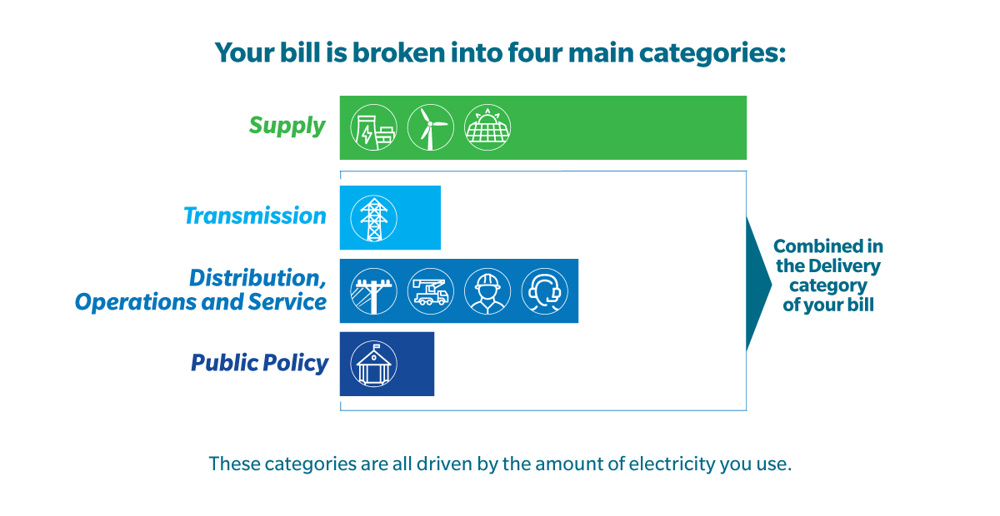 Your bill is broken into four main categories:
Supply
Transmission
Distribution,
Operations and Service
Public Policy
Combined in
the Delivery
category
of your bill
These categories are all driven by the amount of electricity you use.